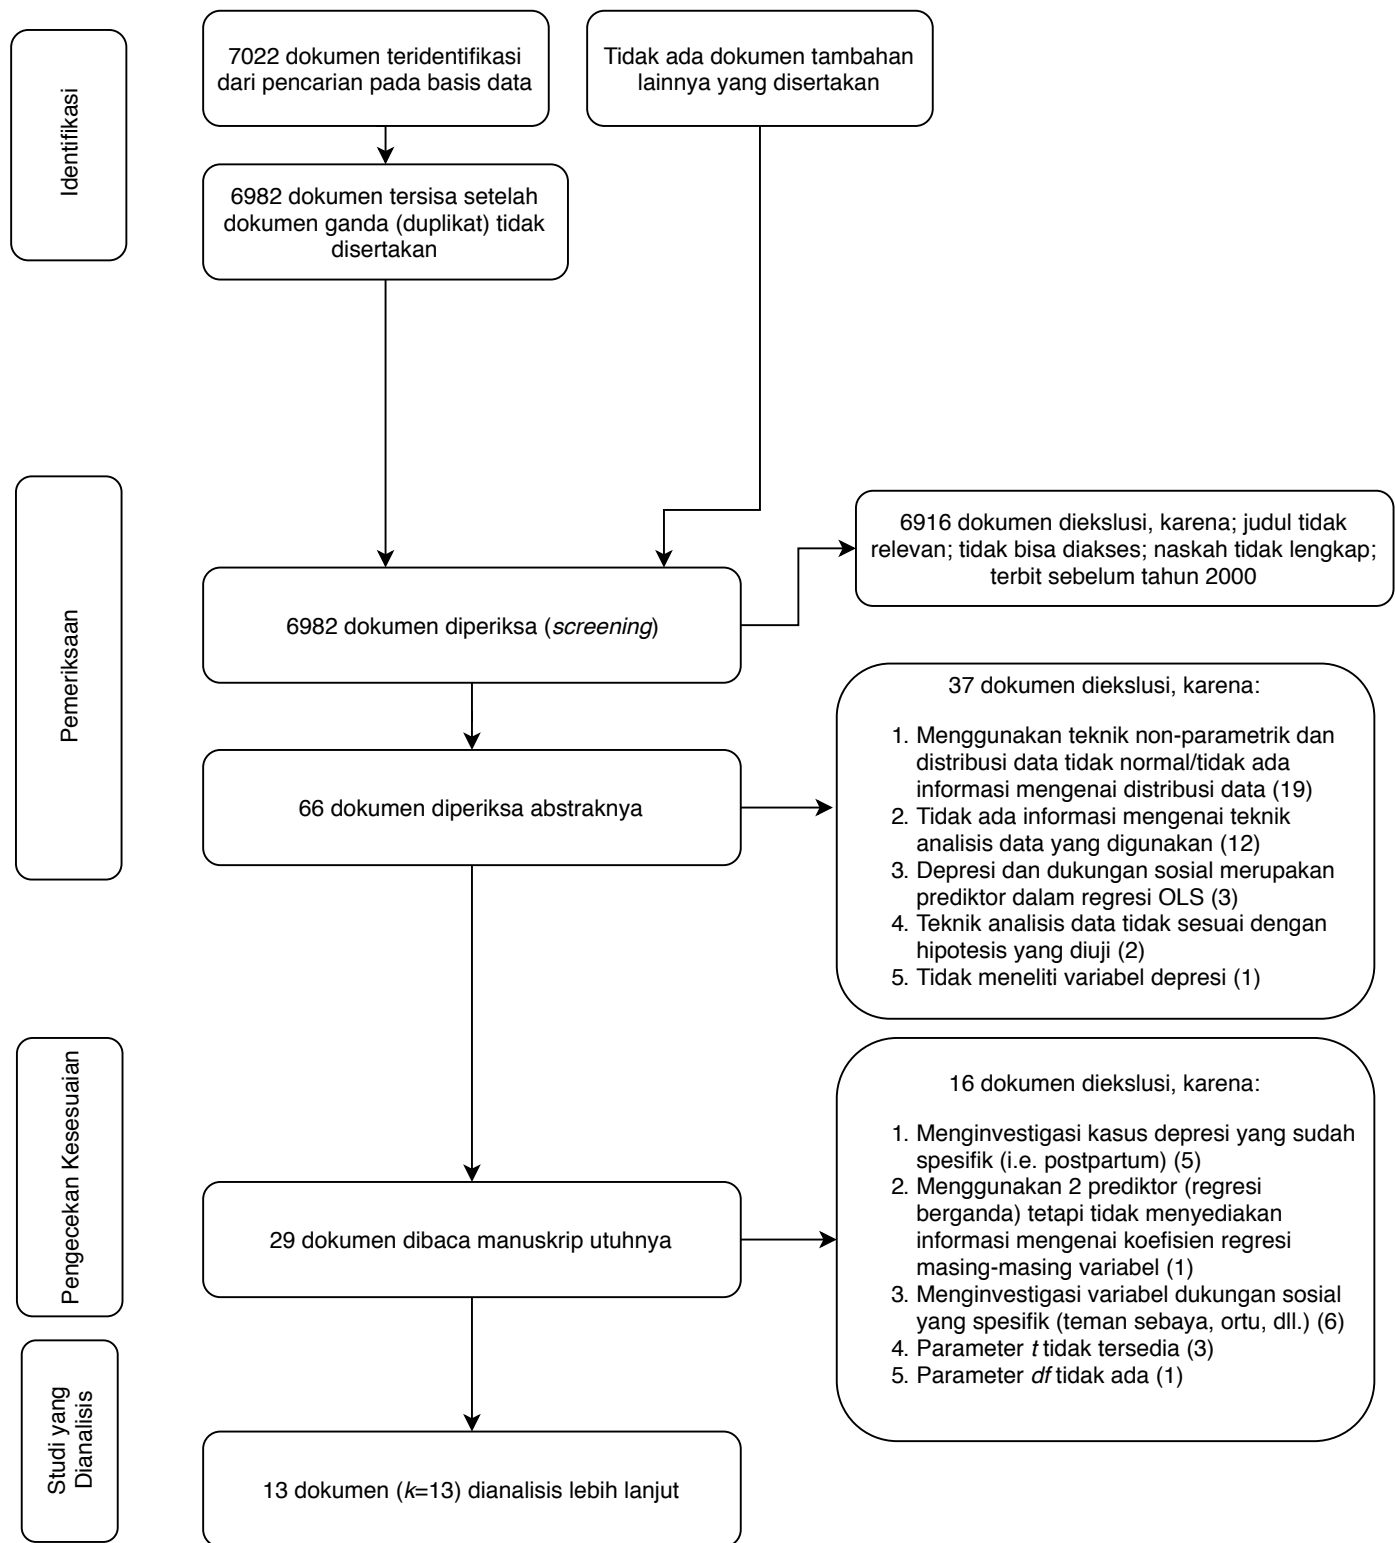 Identifikasi
7022 dokumen teridentifikasi
dari pencarian pada basis data
Tidak ada dokumen tambahan
lainnya yang disertakan
6982 dokumen tersisa setelah
dokumen ganda (duplikat) tidak
disertakan
Pemeriksaan
6916 dokumen diekslusi, karena; judul tidak
relevan; tidak bisa diakses; naskah tidak lengkap;
terbit sebelum tahun 2000
6982 dokumen diperiksa (screening)
66 dokumen diperiksa abstraknya
37 dokumen diekslusi, karena:
1. Menggunakan teknik non-parametrik dan
distribusi data tidak normal/tidak ada
informasi mengenai distribusi data (19)
2. Tidak ada informasi mengenai teknik
analisis data yang digunakan (12)
3. Depresi dan dukungan sosial merupakan
prediktor dalam regresi OLS (3)
4. Teknik analisis data tidak sesuai dengan
hipotesis yang diuji (2)
5. Tidak meneliti variabel depresi (1)
Pengecekan Kesesuaian
29 dokumen dibaca manuskrip utuhnya
16 dokumen diekslusi, karena:
1. Menginvestigasi kasus depresi yang sudah
spesifik (i.e. postpartum) (5)
2. Menggunakan 2 prediktor (regresi
berganda) tetapi tidak menyediakan
informasi mengenai koefisien regresi
masing-masing variabel (1)
3. Menginvestigasi variabel dukungan sosial
yang spesifik (teman sebaya, ortu, dll.) (6)
4. Parameter t tidak tersedia (3)
5. Parameter df tidak ada (1)
Studi yang
Dianalisis
13 dokumen (k=13) dianalisis lebih lanjut